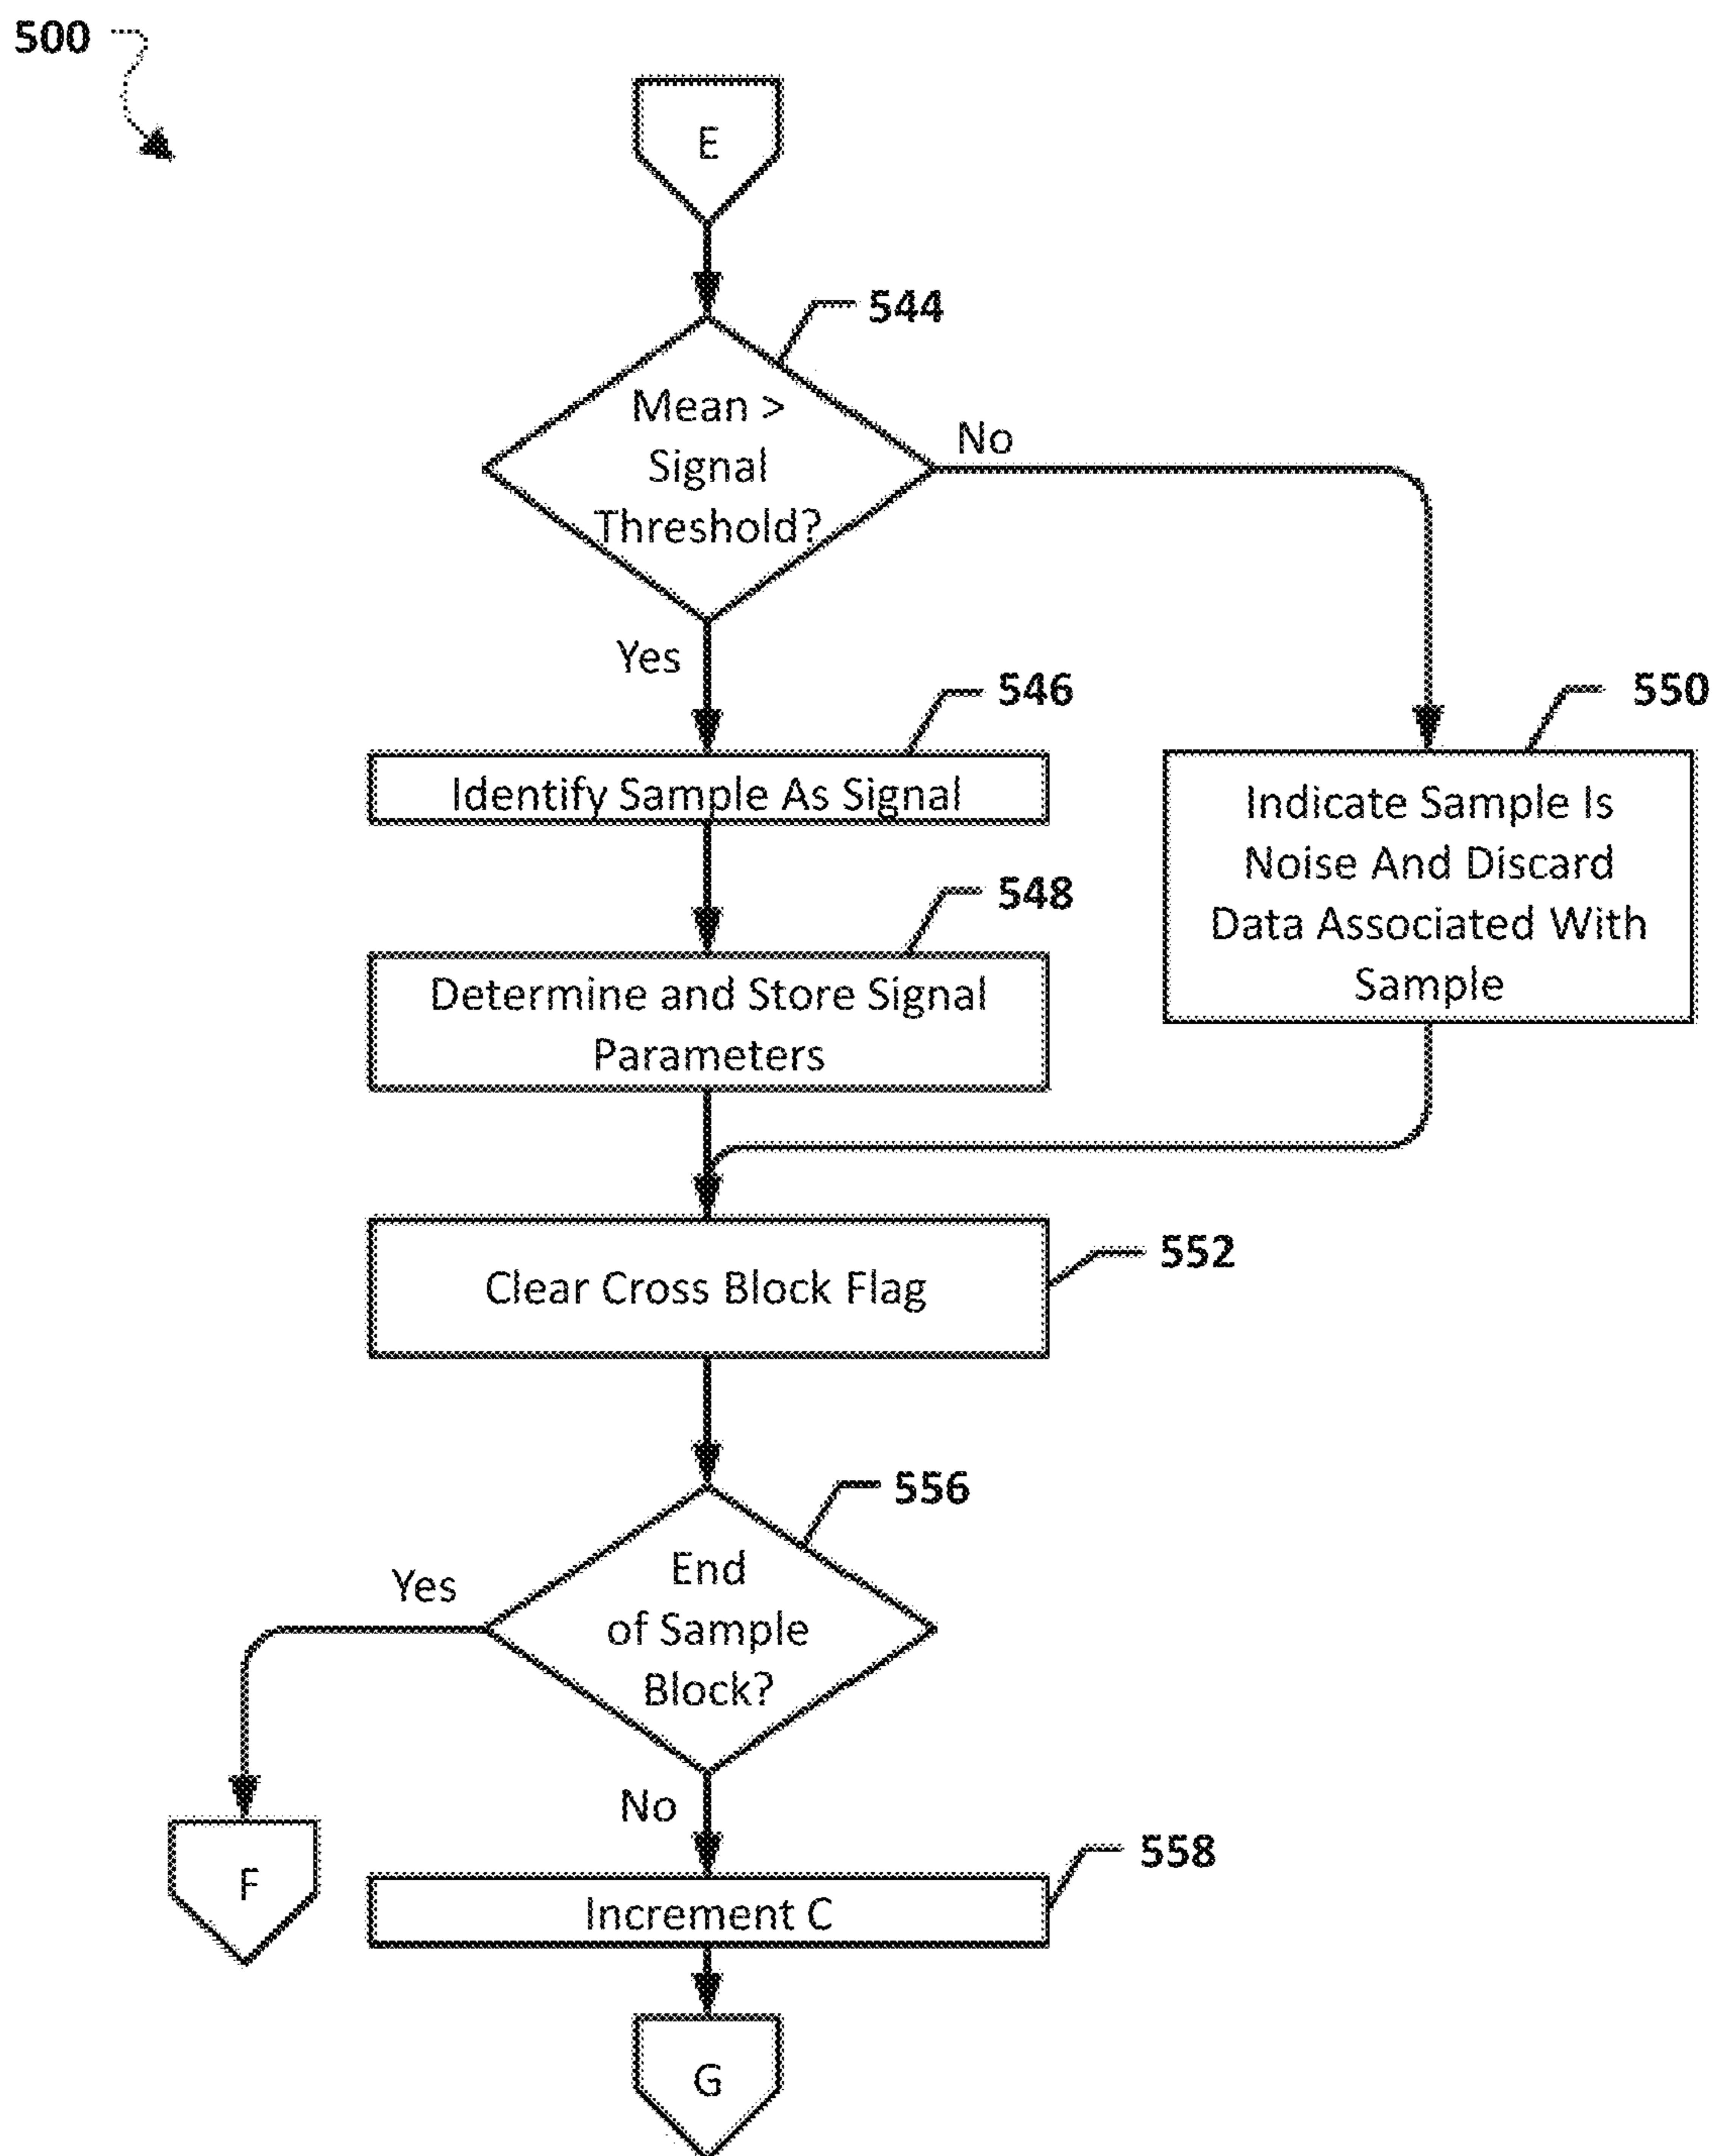 500
E
544
Mean >
Signal
Threshold?
No
Yes
546
Identify Sample As Signal
550
Indicate Sample Is
Noise And Discard
Data Associated With
Sample
548
Determine and Store Signal
Parameters
552
Clear Cross Block Flag
556
End
of Sample
Block?
Yes
No
F
558
Increment C
G